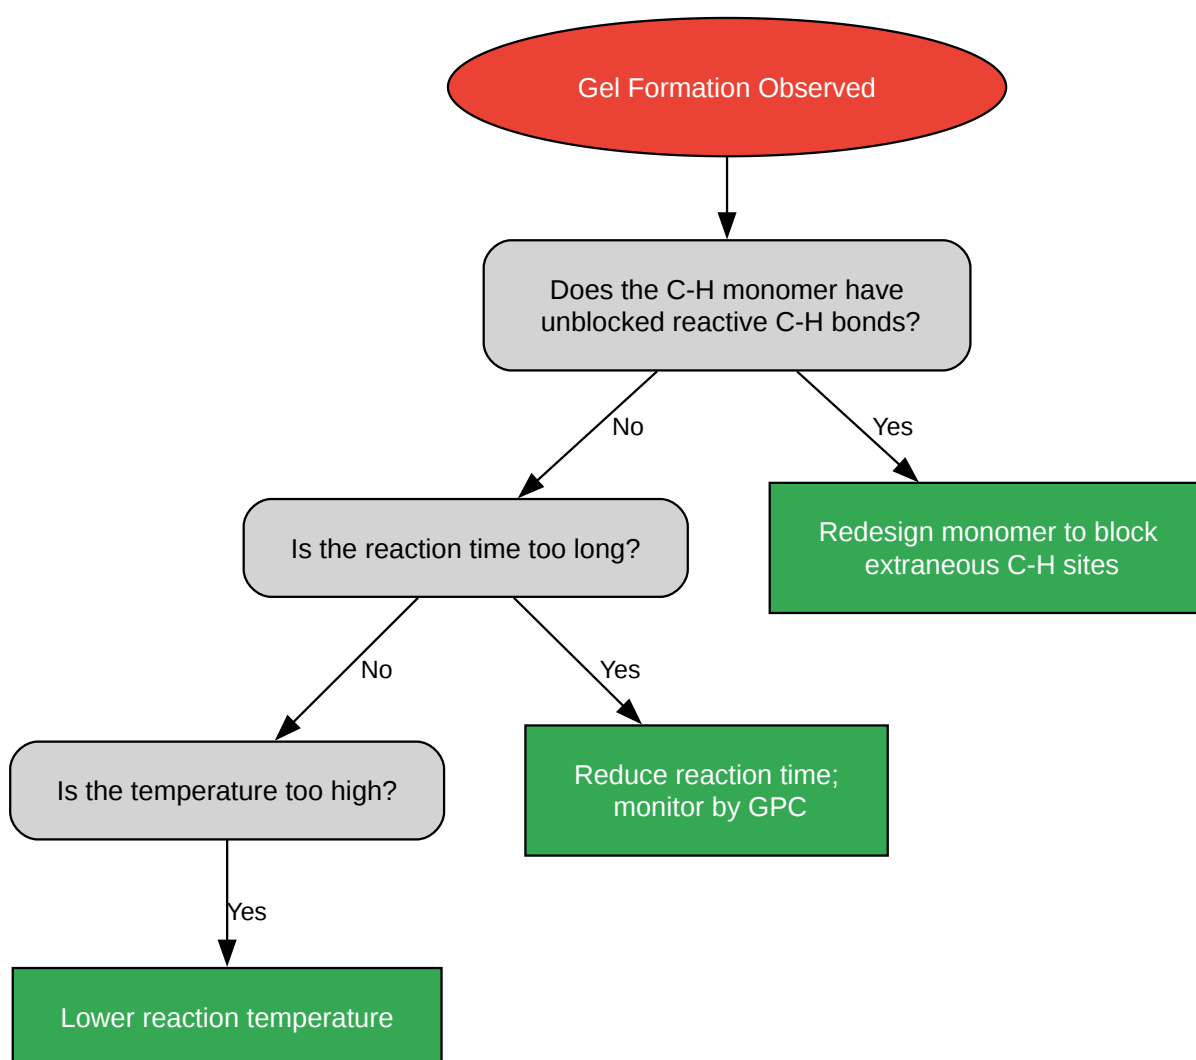 Gel Formation Observed
Does the C-H monomer have
unblocked reactive C-H bonds?
No
Yes
Is the reaction time too long?
Redesign monomer to block
extraneous C-H sites
No
Yes
Is the temperature too high?
Reduce reaction time;
monitor by GPC
Yes
Lower reaction temperature